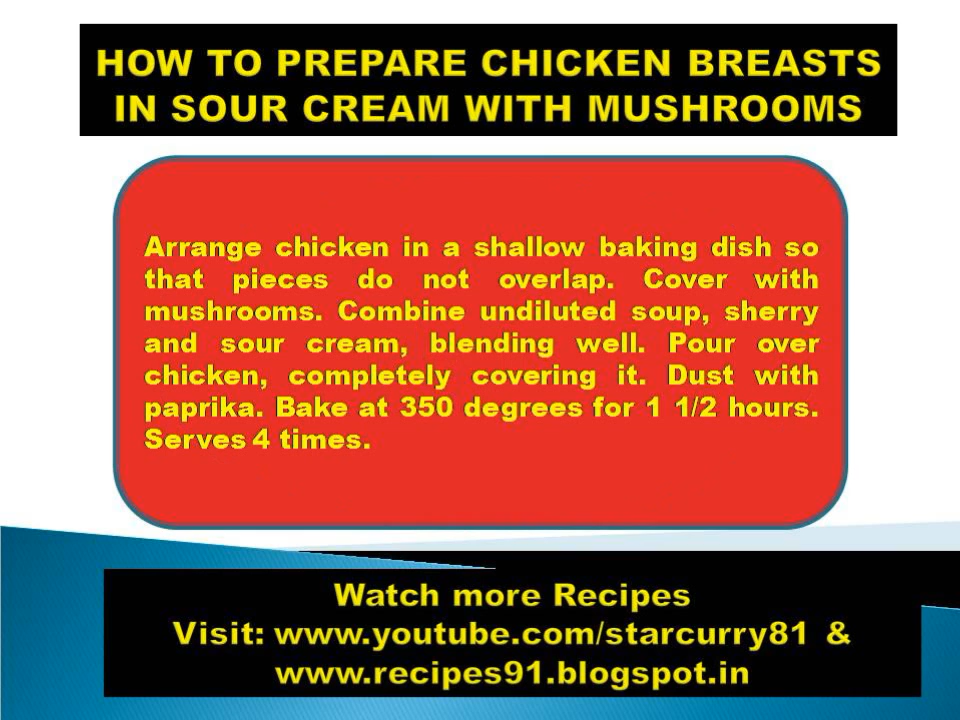 HOW TO PREPARE CHICKEN BREASTS
IN SOUR CREAM WITH MUSHROOMS
Arrange chicken in a shallow baking dish so
that pieces do not overlap. Cover with
mushrooms. Combine undiluted soup, sherry
and sour cream, blending well. Pour over
chicken, completely covering it. Dust with
paprika. Bake at 350 degrees for 1 1/2 hours.
Serves 4 times.
Watch more Recipes
Visit: www.youtube.com/starcurry81 &
www.recipes91.blogspot.in